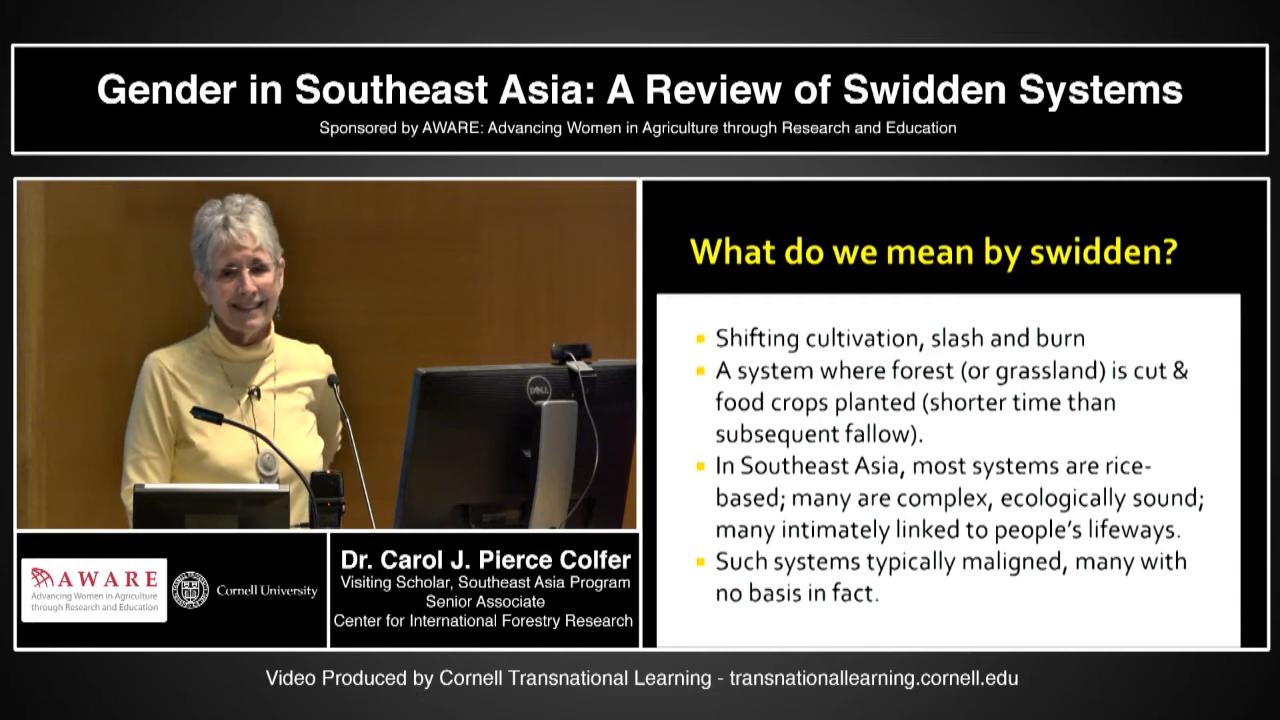 Gender in Southeast Asia: A Review of Swidden Systems
Sponsored by AWARE: Advancing Women in Agriculture through Research and Education
What do we mean by swidden?
Shifting cultivation, slash and burn
A system where forest (or grassland) is cut &
food crops planted (shorter time than
subsequent fallow).
In Southeast Asia, most systems are rice-
based; many are complex, ecologically sound;
many intimately linked to people's lifeways.
Such systems typically maligned, many with
no basis in fact.
DELL
AWARE
Advancing Women in Agriculture
through Research and Education
Cornell University
Dr. Carol J. Pierce Colfer
Visiting Scholar, Southeast Asia Program
Senior Associate
Center for International Forestry Research
Video Produced by Cornell Transnational Learning - transnationallearning.cornell.edu